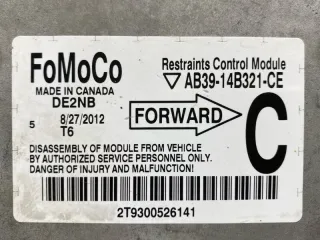 FoMoCo
MADE IN CANADA
DE2NB
5 8/27/2012
T6
Restraints Control Module
AB39-14B321-CE
FORWARD
C
DISASSEMBLY OF MODULE FROM VEHICLE
BY AUTHORIZED SERVICE PERSONNEL ONLY.
DANGER OF INJURY AND MALFUNCTION!
2T9300526141